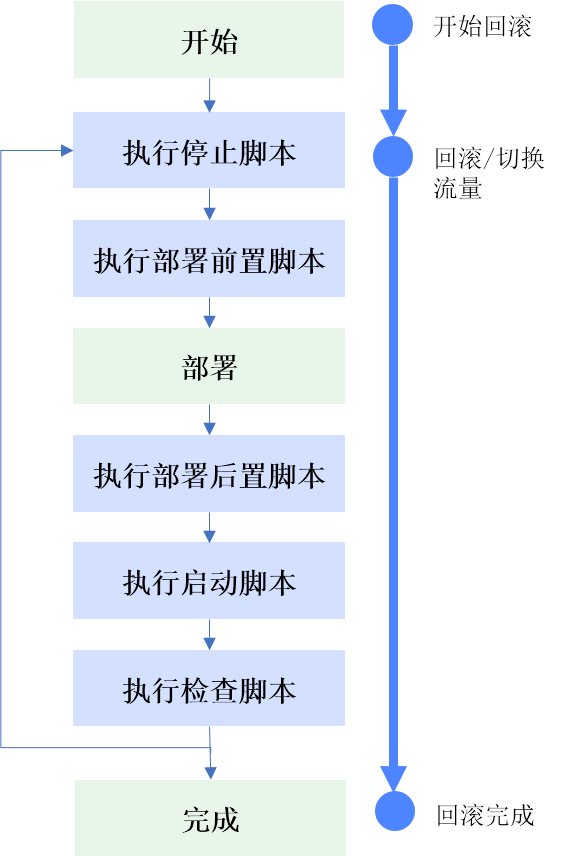 开始
执行停止脚本
执行部署前置脚本
部署
执行部署后置脚本
执行启动脚本
执行检查脚本
完成
开始回滚
回滚/切换
流量
回滚完成